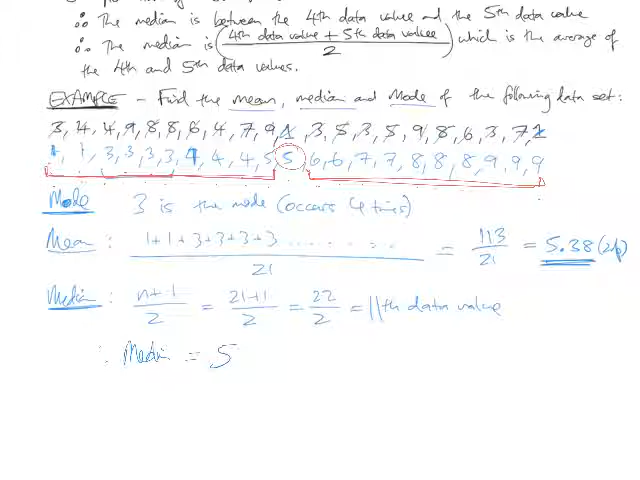 ∴ The median is between the 4th data value and the 5th data value
∴ The median is (4th data value + 5th data value / 2) which is the average of
the 4th and 5th data values.
EXAMPLE - Find the mean, median and Mode of the following data set:
3, 4, 4, 9, 8, 8, 6, 4, 7, 9, 1, 3, 5, 3, 5, 9, 8, 6, 3, 7, 1
1, 1, 3, 3, 3, 3, 4, 4, 4, 5, 5, 6, 6, 7, 7, 8, 8, 8, 9, 9, 9
Mode 3 is the mode (occurs 4 times)
Mean: 1+1+3+3+3+3 ........ / 21 = 113/21 = 5.38 (2dp)
Median: n+1/2 = 21+1/2 = 22/2 = 11th data value
∴ Median = 5